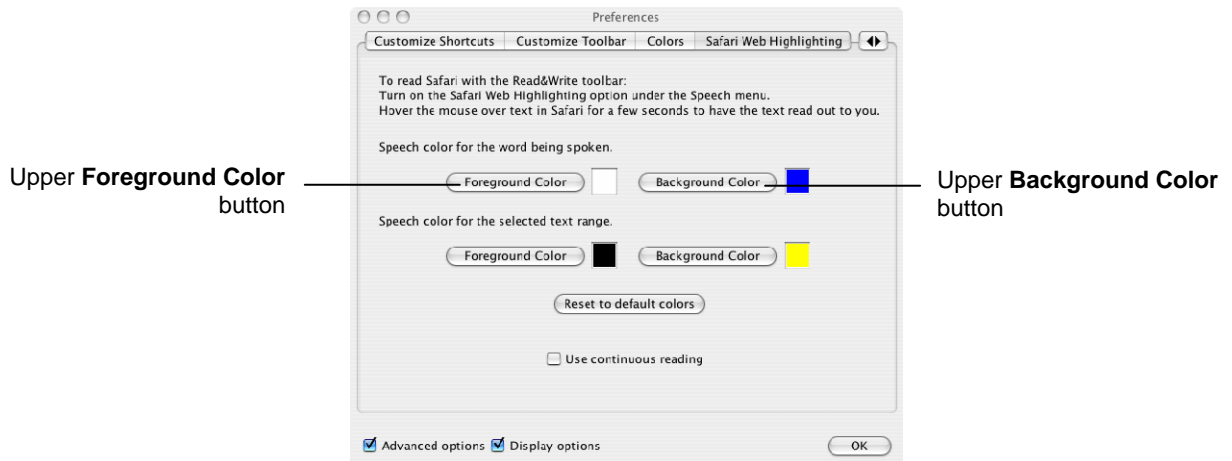 Preferences
Customize Shortcuts Customize Toolbar Colors Safari Web Highlighting
To read Safari with the Read&Write toolbar:
Turn on the Safari Web Highlighting option under the Speech menu.
Hover the mouse over text in Safari for a few seconds to have the text read out to you.
Speech color for the word being spoken.
Upper Foreground Color
button
Foreground Color Background Color
Upper Background Color
button
Speech color for the selected text range.
Foreground Color Background Color
Reset to default colors
Use continuous reading
Advanced options Display options OK